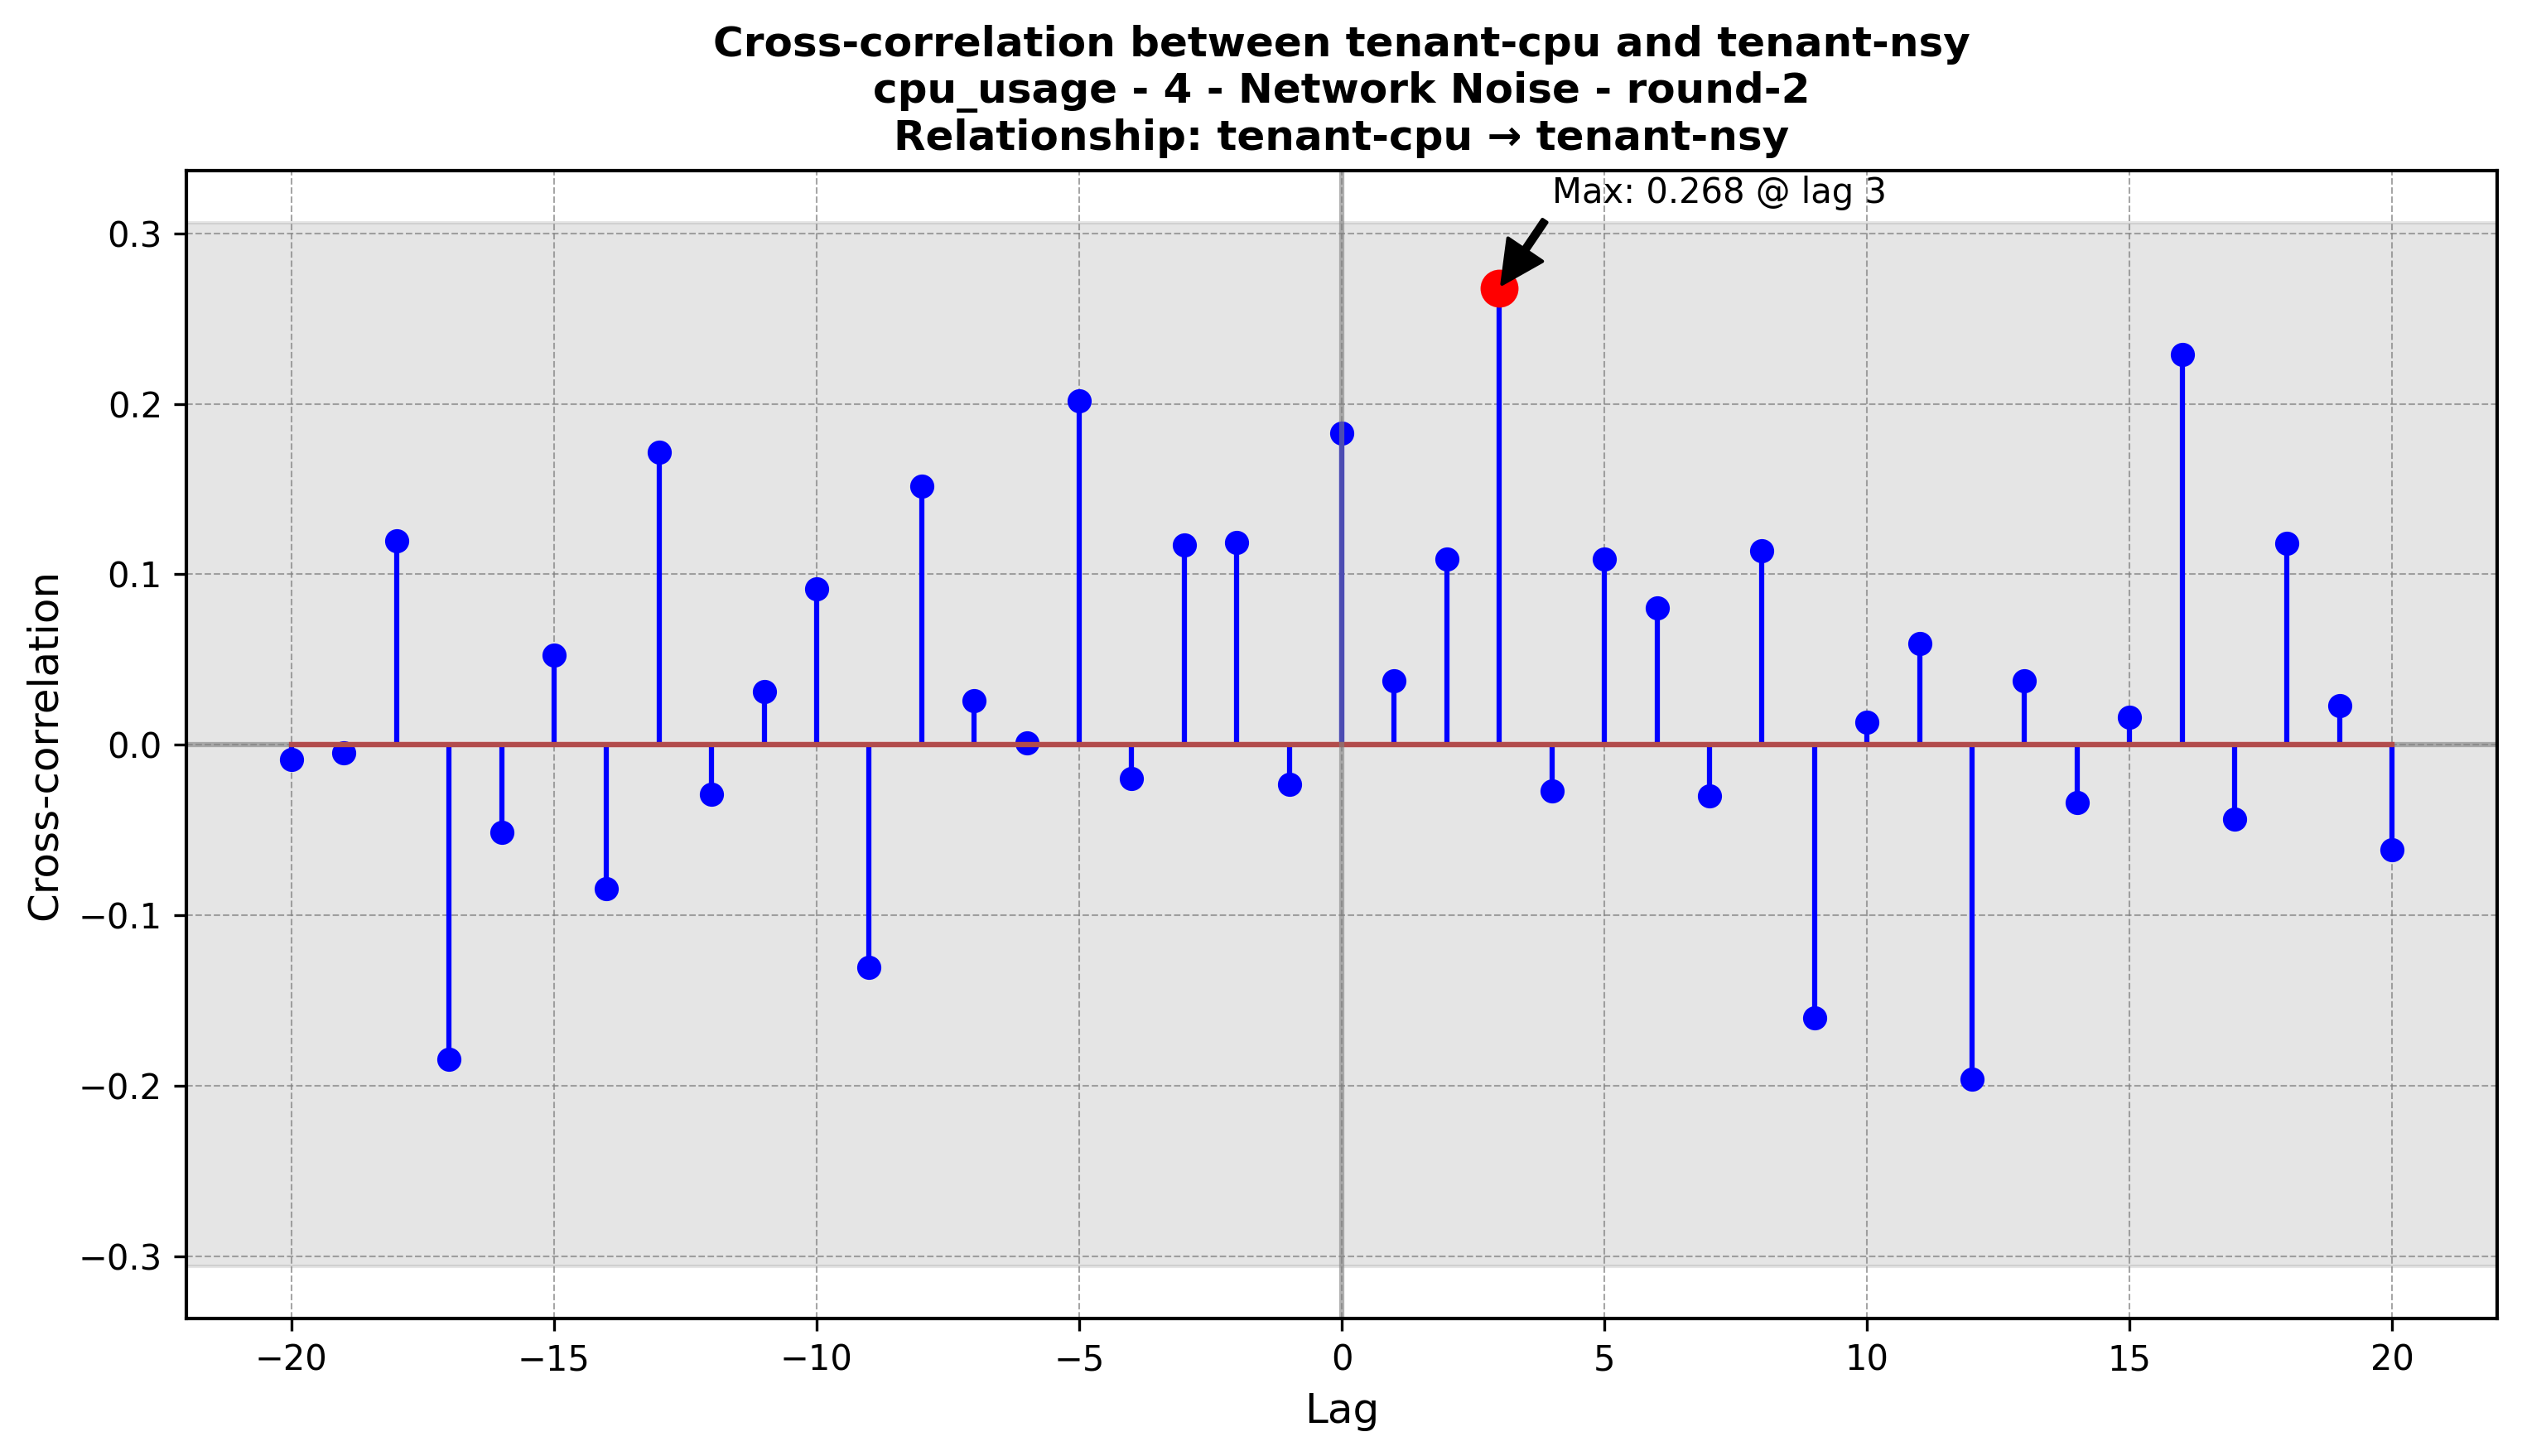 Cross-correlation between tenant-cpu and tenant-nsy
cpu_usage - 4 - Network Noise - round-2
Relationship: tenant-cpu → tenant-nsy
Max: 0.268 @ lag 3
0.3
0.2
0.1
0.0
−0.1
−0.2
−0.3
Cross-correlation
−20 −15 −10 −5 0 5 10 15 20
Lag